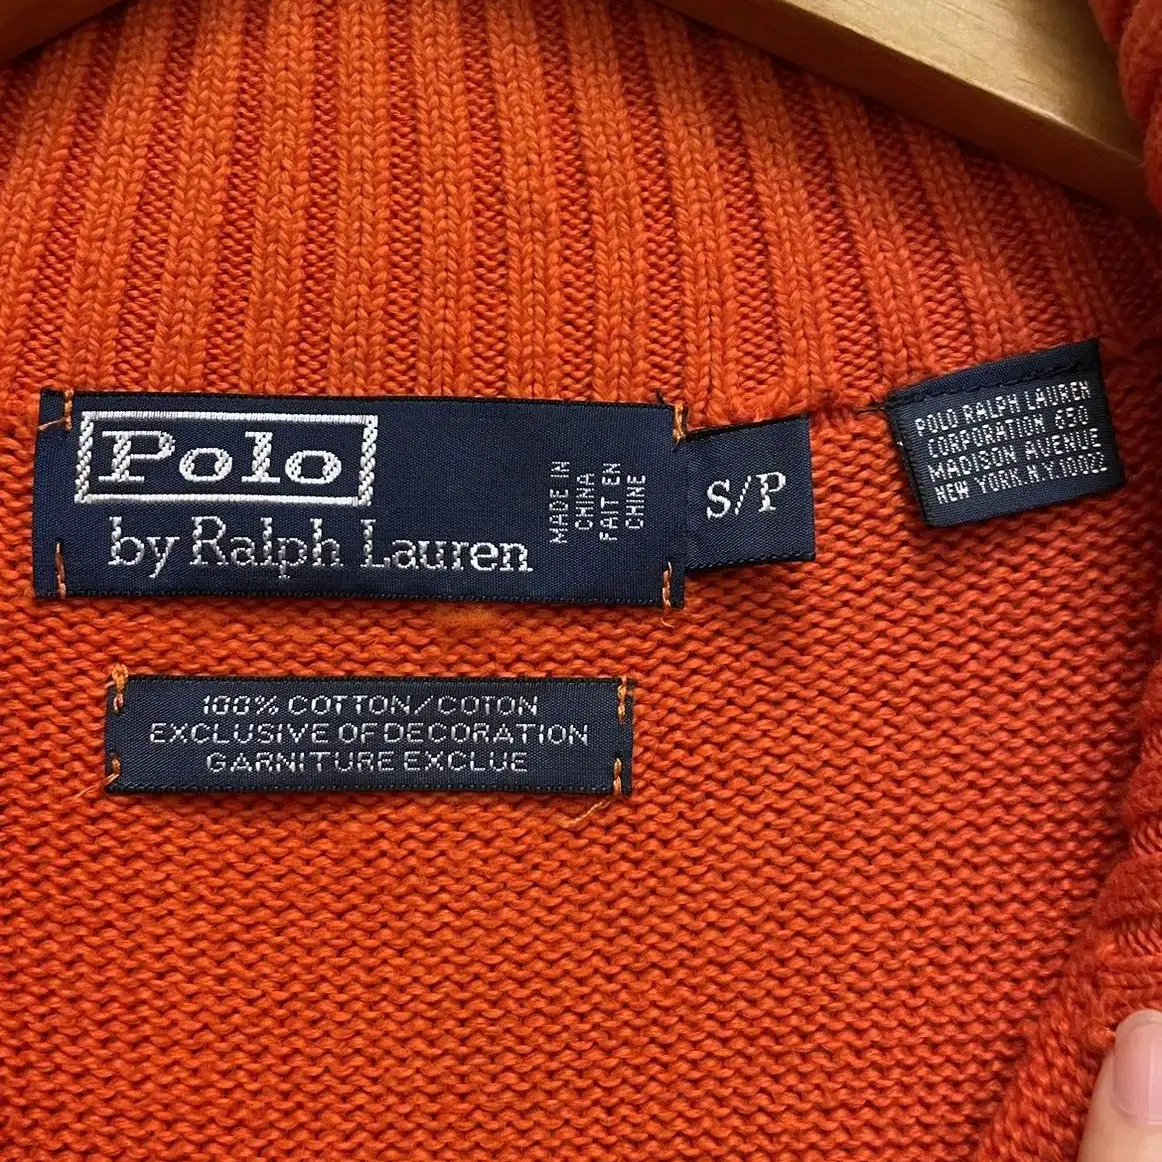 Polo
by Ralph Lauren
MADE IN
CHINA
FAIT EN
CHINE
S/P
POLO RALPH LAUREN
CORPORATION 650
MADISON AVENUE
NEW YORK.N.Y.10022
100% COTTON/COTON
EXCLUSIVE OF DECORATION
GARNITURE EXCLUE